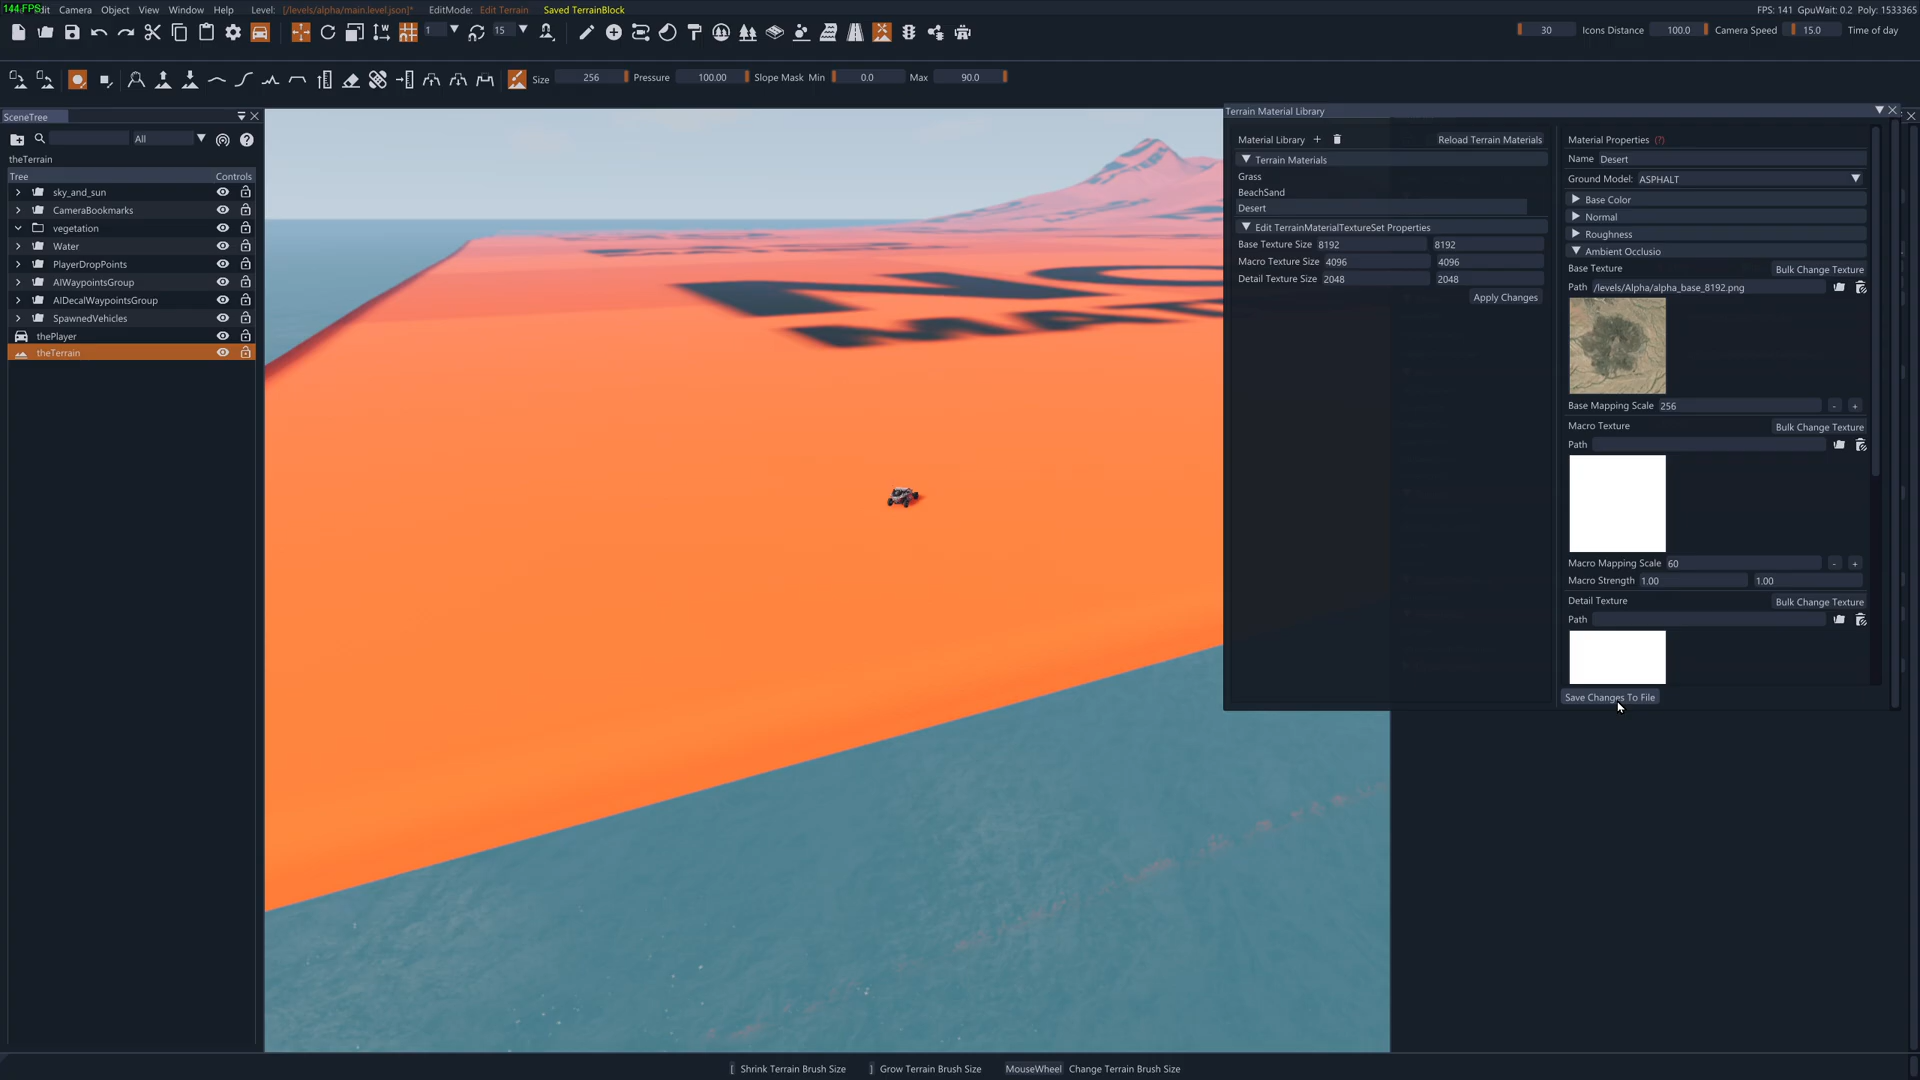 144 FPS
Edit Camera Object View Window Help Level: [/levels/alpha/main.level.json]* EditMode: Edit Terrain Saved TerrainBlock FPS: 141 GpuWait: 0.2 Poly: 1533365
1 15 30 Icons Distance 100.0 Camera Speed 15.0 Time of day
Size 256 Pressure 100.00 Slope Mask Min 0.0 Max 90.0
SceneTree
All
theTerrain
Tree Controls
sky_and_sun
CameraBookmarks
vegetation
Water
PlayerDropPoints
AIWaypointsGroup
AIDecalWaypointsGroup
SpawnedVehicles
thePlayer
theTerrain
Terrain Material Library
Material Library + Reload Terrain Materials
Terrain Materials
Grass
BeachSand
Desert
Edit TerrainMaterialTextureSet Properties
Base Texture Size 8192 8192
Macro Texture Size 4096 4096
Detail Texture Size 2048 2048
Apply Changes
Material Properties (?)
Name Desert
Ground Model: ASPHALT
Base Color
Normal
Roughness
Ambient Occlusio
Base Texture Bulk Change Texture
Path /levels/Alpha/alpha_base_8192.png
Base Mapping Scale 256 - +
Macro Texture Bulk Change Texture
Path
Macro Mapping Scale 60 - +
Macro Strength 1.00 1.00
Detail Texture Bulk Change Texture
Path
Save Changes To File
[ Shrink Terrain Brush Size ] Grow Terrain Brush Size MouseWheel Change Terrain Brush Size